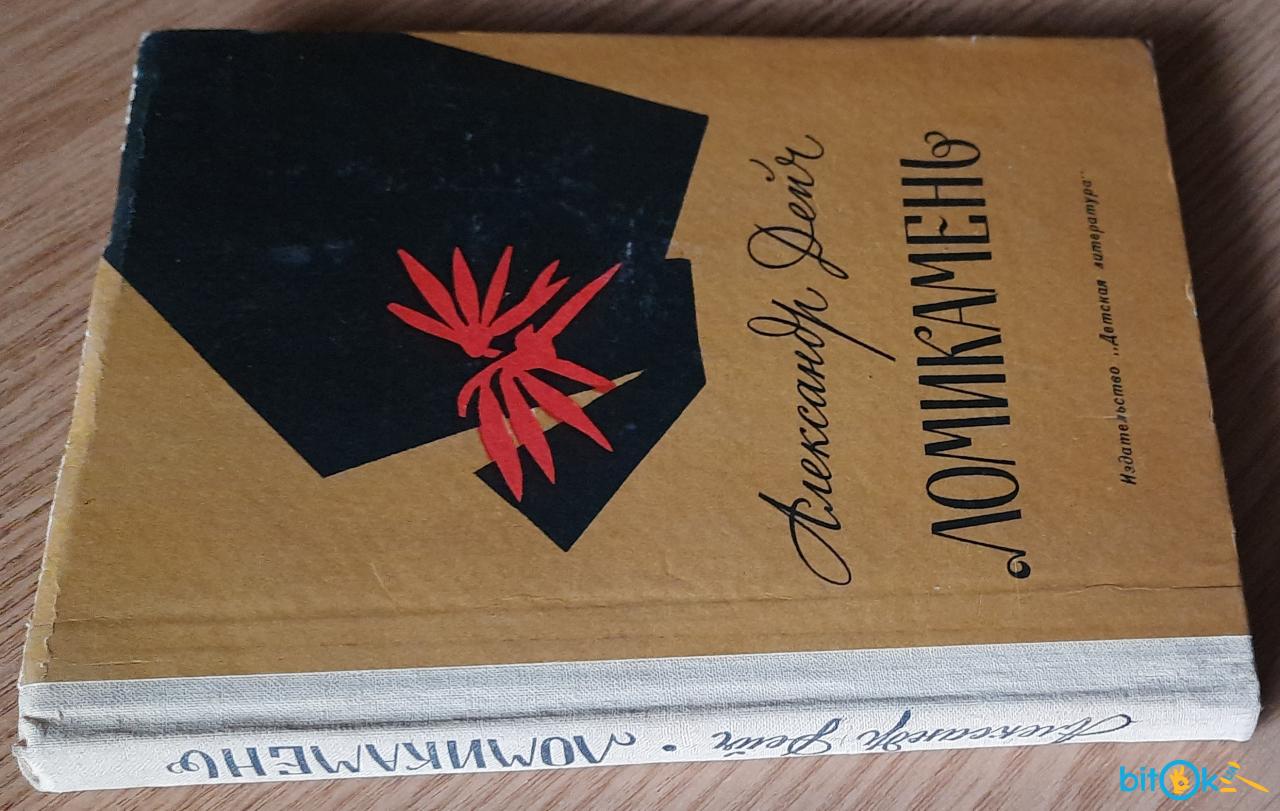 Александр Дейч
ЛОМИКАМЕНЬ
Издательство „Детская литература"
Александр Дейч • ЛОМИКАМЕНЬ
bitok